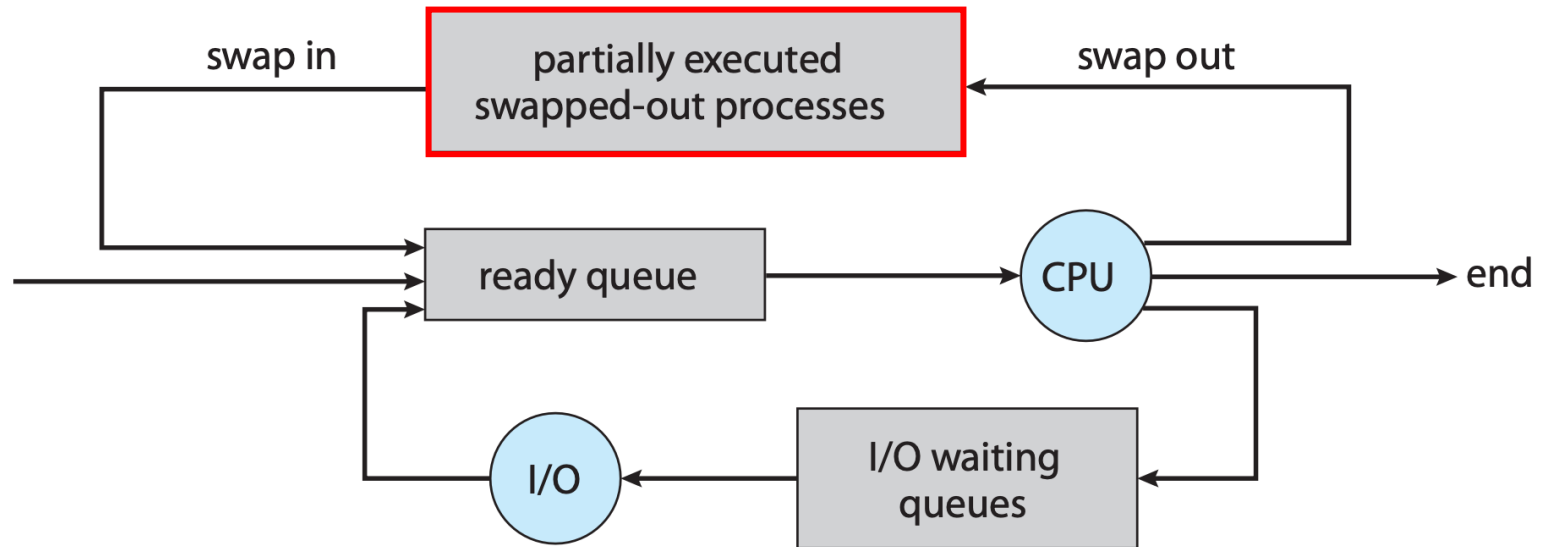 swap in
partially executed
swapped-out processes
swap out
ready queue
CPU
end
I/O
I/O waiting
queues